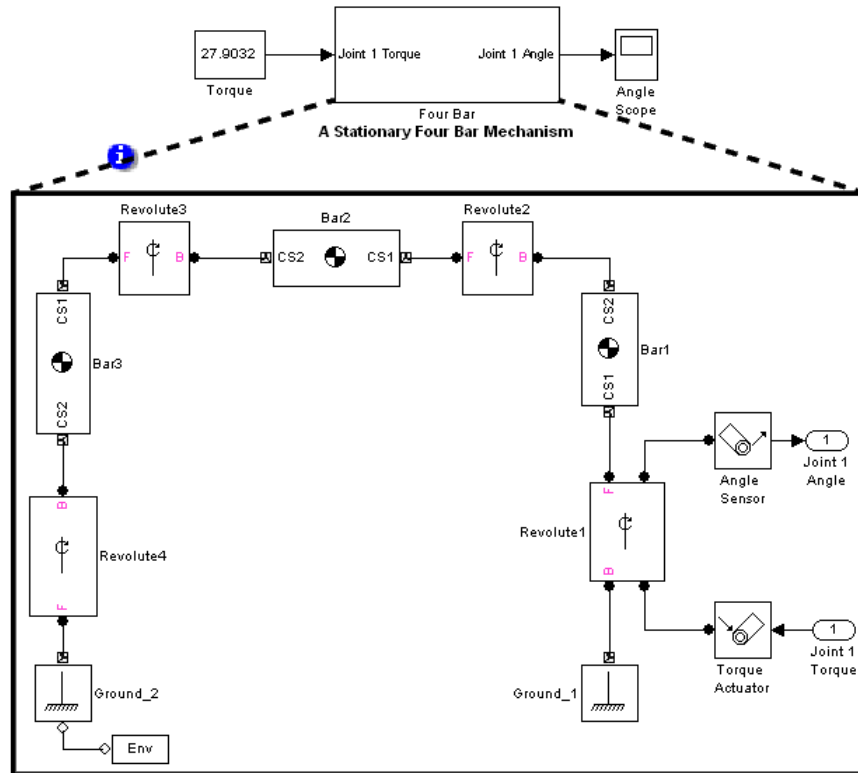 27.9032
Torque
Joint 1 Torque
Joint 1 Angle
Four Bar
Angle
Scope
A Stationary Four Bar Mechanism
i
Revolute3
F
B
Bar2
CS2
CS1
Revolute2
F
B
CS1
CS2
Bar3
CS2
CS1
Bar1
Angle
Sensor
1
Joint 1
Angle
B
F
Revolute4
F
B
Revolute1
Torque
Actuator
1
Joint 1
Torque
Ground_2
Ground_1
Env